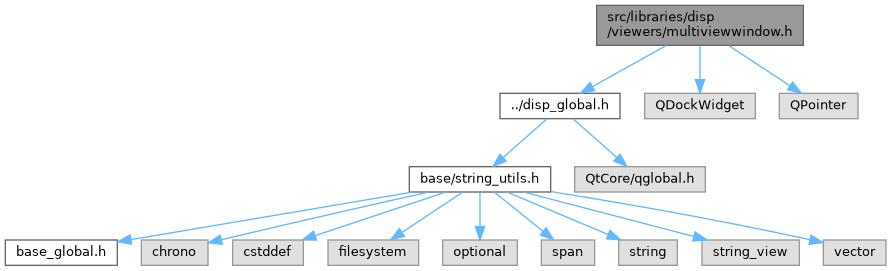 src/libraries/disp
/viewers/multiviewwindow.h
../disp_global.h
QDockWidget
QPointer
base/string_utils.h
QtCore/qglobal.h
base_global.h
chrono
cstddef
filesystem
optional
span
string
string_view
vector